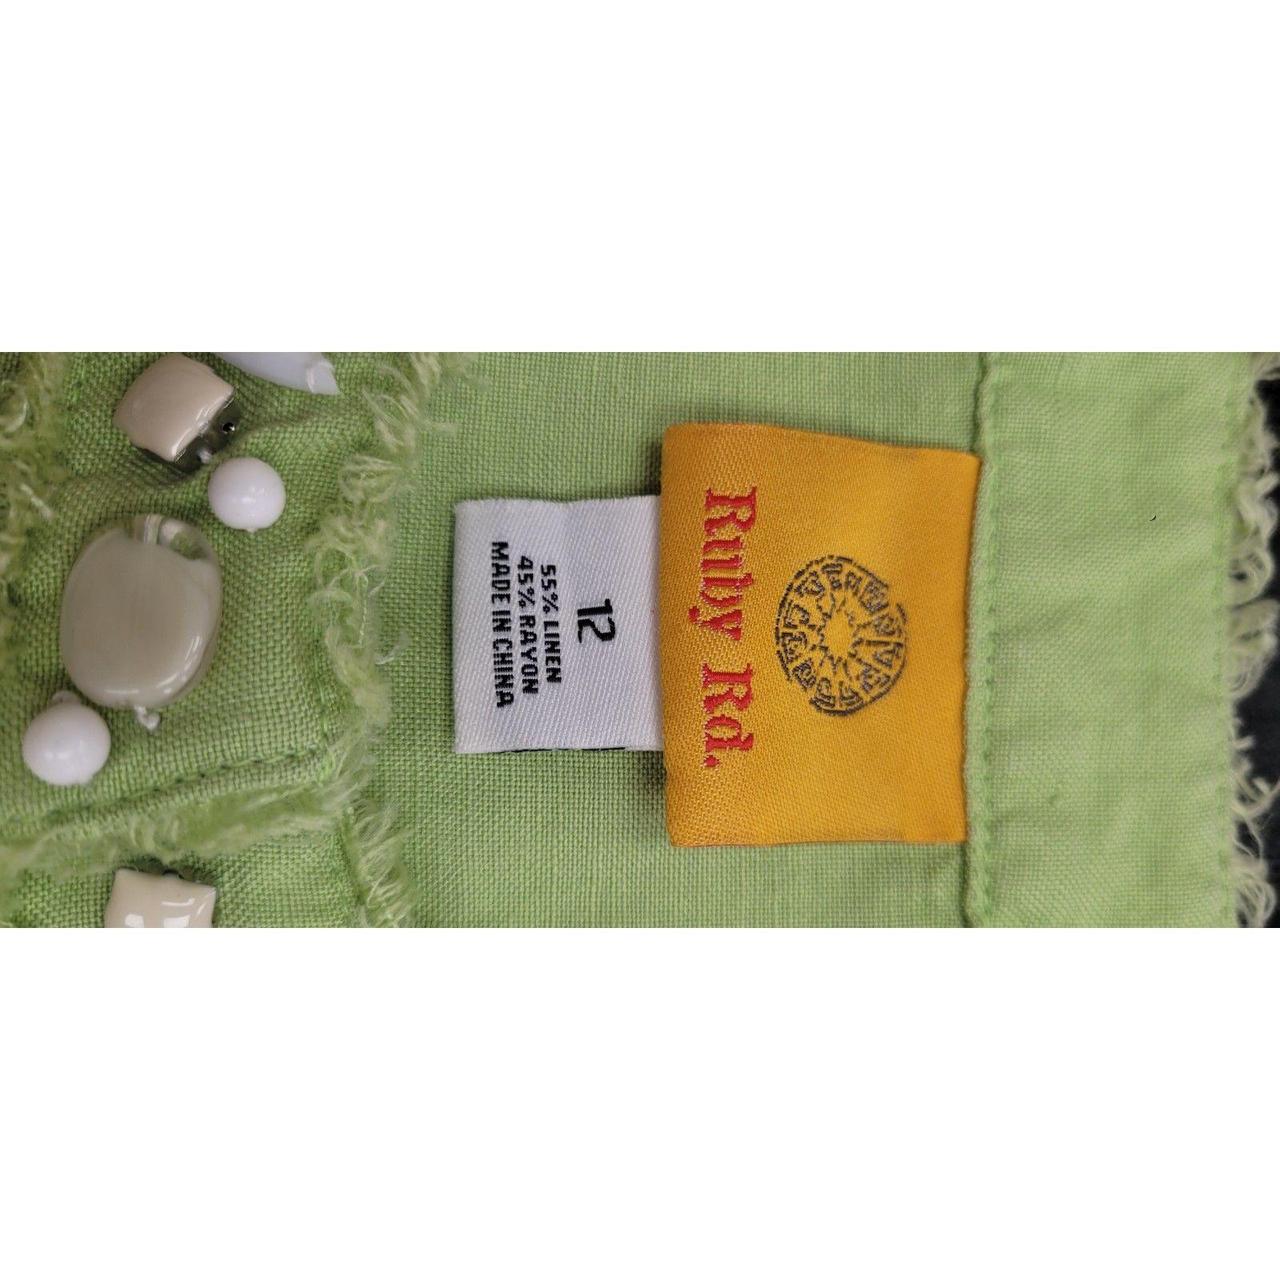 Ruby Rd.
12
55% LINEN
45% RAYON
MADE IN CHINA